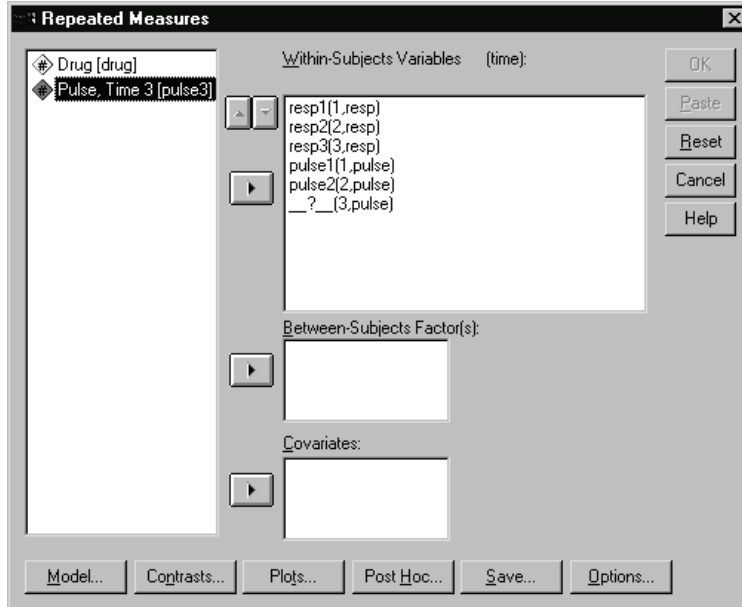 Repeated Measures
Drug [drug]
Pulse, Time 3 [pulse3]
Within-Subjects Variables (time):
resp1(1,resp)
resp2(2,resp)
resp3(3,resp)
pulse1(1,pulse)
pulse2(2,pulse)
__?__(3,pulse)
Between-Subjects Factor(s):
Covariates:
OK
Paste
Reset
Cancel
Help
Model...
Contrasts...
Plots...
Post Hoc...
Save...
Options...